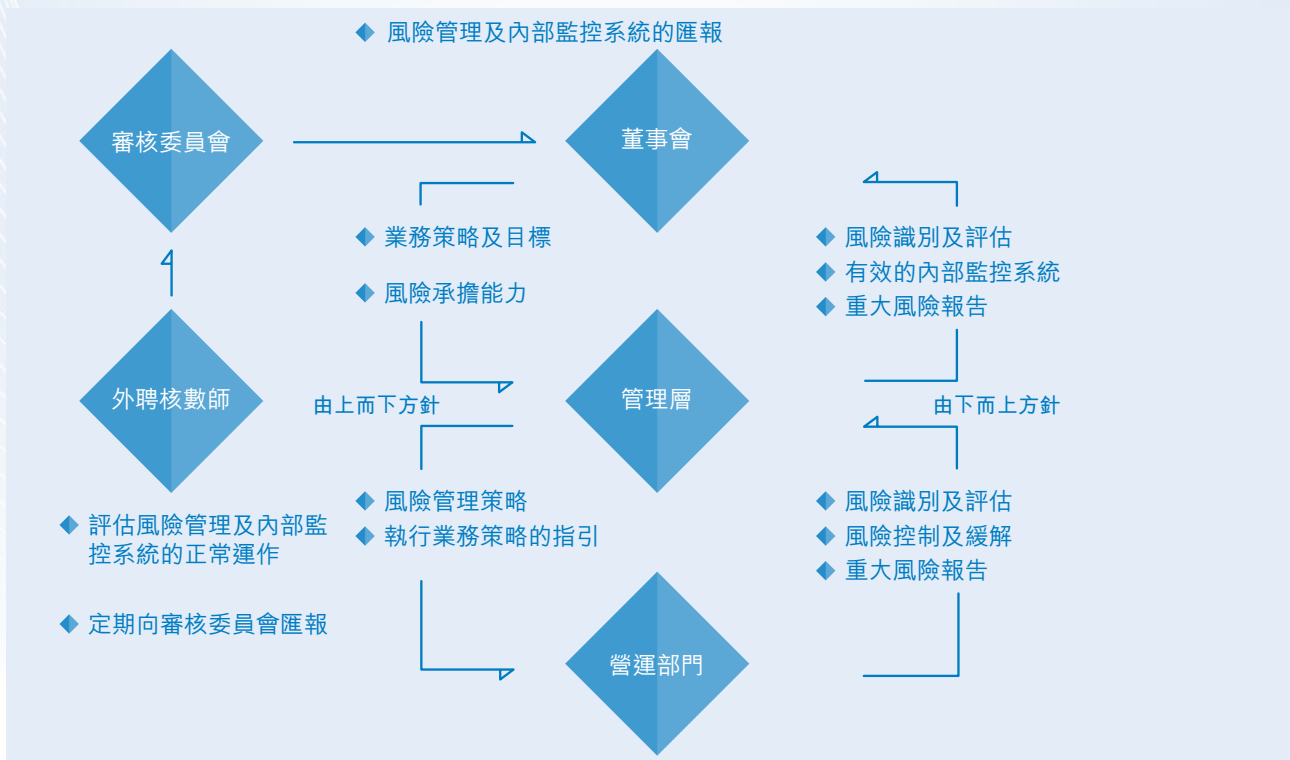 風險管理及內部監控系統的匯報
審核委員會
董事會
業務策略及目標
風險承擔能力
風險識別及評估
有效的內部監控系統
重大風險報告
外聘核數師
由上而下方針
管理層
由下而上方針
評估風險管理及內部監
控系統的正常運作
定期向審核委員會匯報
風險管理策略
執行業務策略的指引
風險識別及評估
風險控制及緩解
重大風險報告
營運部門